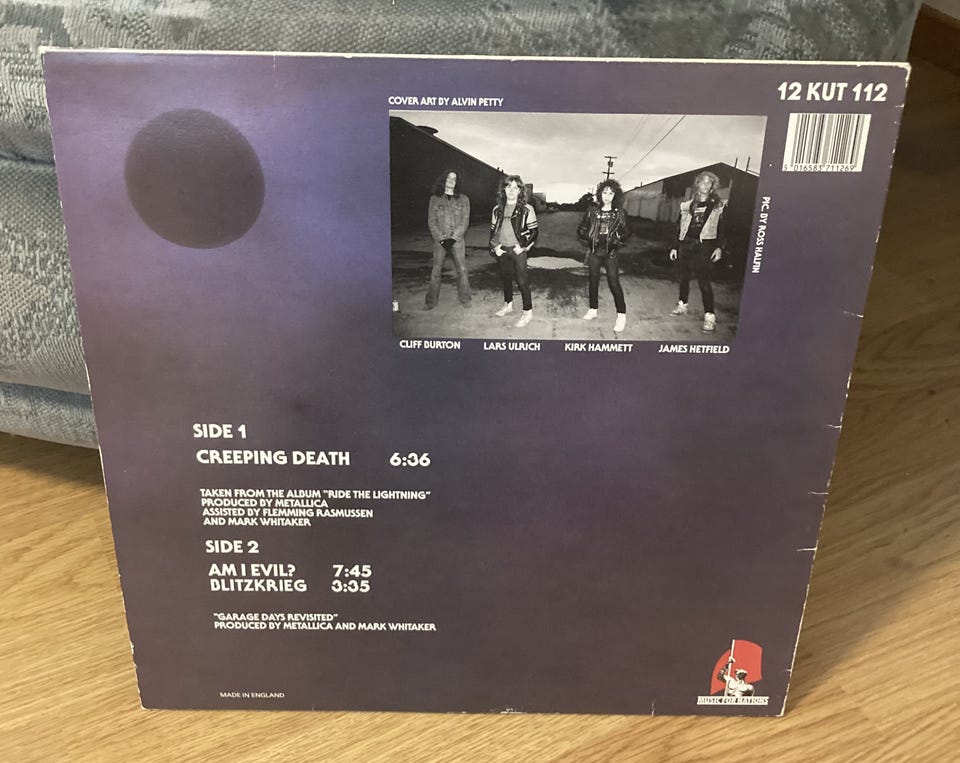 COVER ART BY ALVIN PETTY
12 KUT 112
5 016583 711269
PIC. BY ROSS HALFIN
CLIFF BURTON LARS ULRICH KIRK HAMMETT JAMES HETFIELD
SIDE 1
CREEPING DEATH 6:36
TAKEN FROM THE ALBUM "RIDE THE LIGHTNING"
PRODUCED BY METALLICA
ASSISTED BY FLEMMING RASMUSSEN
AND MARK WHITAKER
SIDE 2
AM I EVIL? 7:45
BLITZKRIEG 3:35
"GARAGE DAYS REVISITED"
PRODUCED BY METALLICA AND MARK WHITAKER
MADE IN ENGLAND
MUSIC FOR NATIONS